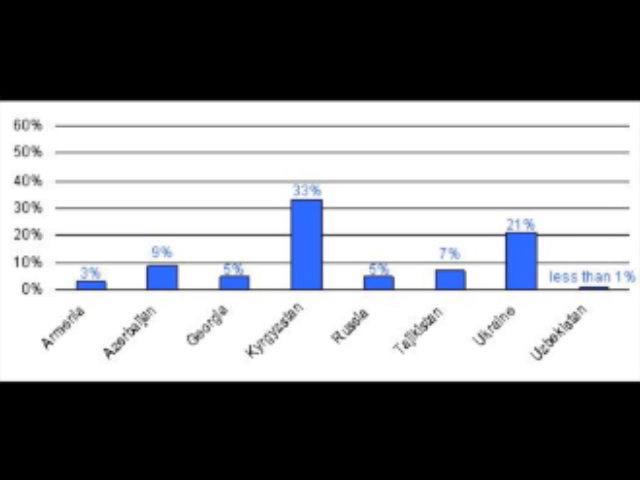 60%
50%
40%
30%
20%
10%
0%
3%
9%
5%
33%
5%
7%
21%
less than 1%
Armenia
Azerbaijan
Georgia
Kyrgyzstan
Russia
Tajikistan
Ukraine
Uzbekistan